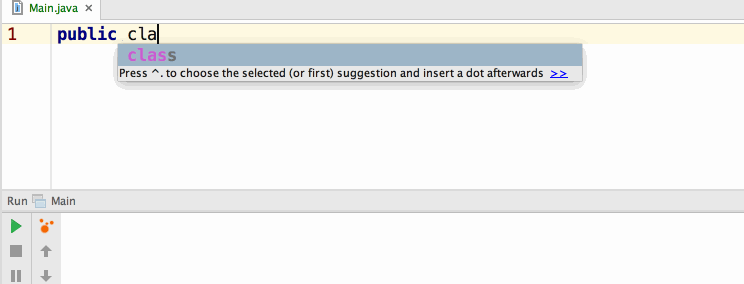 Main.java ×
1 public cla
class
Press ^. to choose the selected (or first) suggestion and insert a dot afterwards >>
Run Main